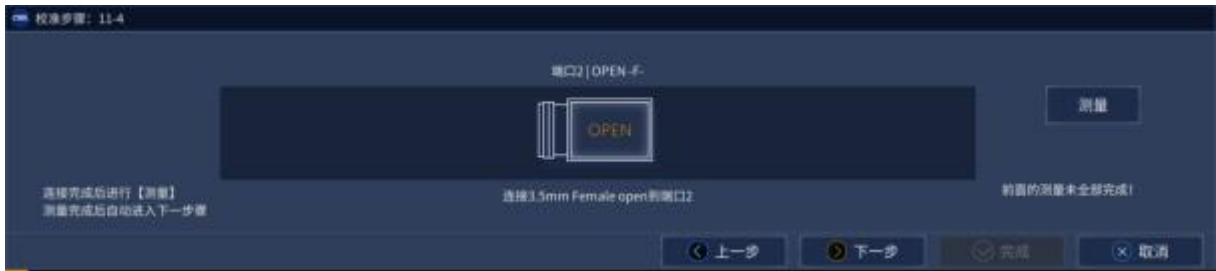 校准步骤：11-4
端口2 | OPEN -F-
OPEN
测量
连接完成后进行【测量】
测量完成后自动进入下一步骤
连接3.5mm Female open到端口2
前面的测量未全部完成！
上一步
下一步
完成
取消